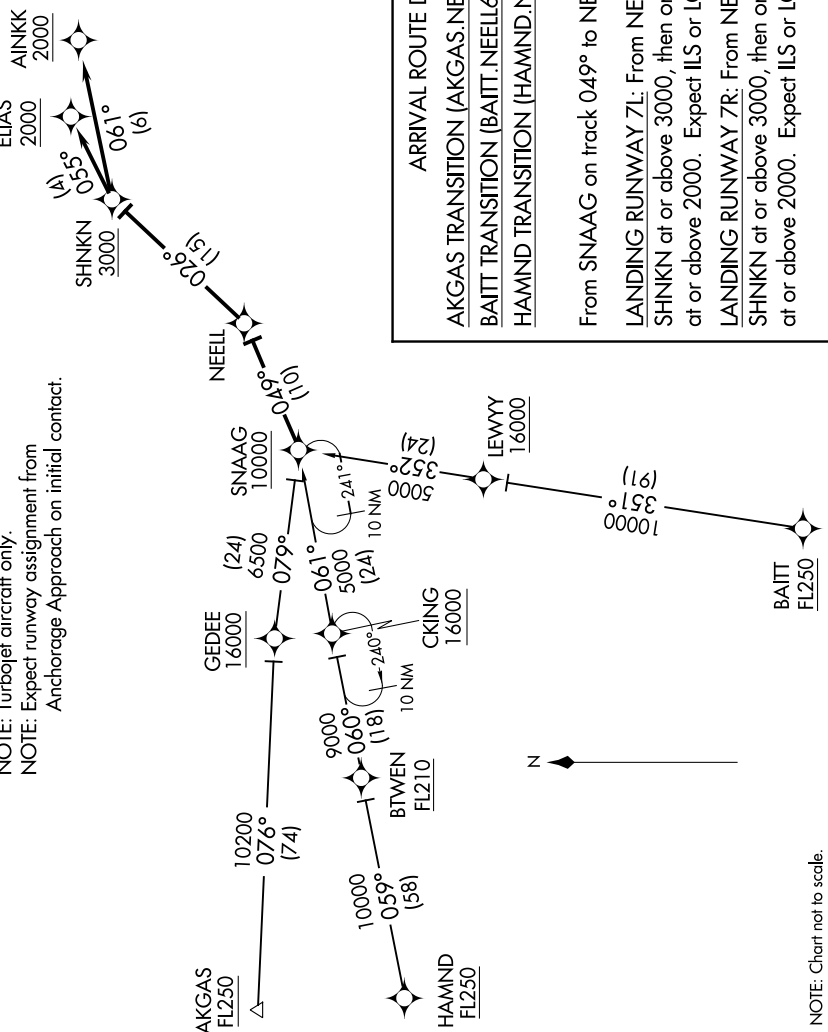 NOTE: Turbojet aircraft only.
NOTE: Expect runway assignment from
Anchorage Approach on initial contact.
AINKK
2000
ELIAS
2000
(4)
055°
061°
(6)
SHNKN
3000
026°
(15)
NEELL
049°
(10)
SNAAG
10000
241°
10 NM
(24)
6500
079°
GEDEE
16000
061°
5000
(24)
CKING
16000
240°
10 NM
9000
060°
(18)
BTWEN
FL210
10200
076°
(74)
AKGAS
FL250
10000
059°
(58)
HAMND
FL250
5000
352°
(24)
LEWYY
16000
10000
351°
(91)
BAITT
FL250
N
NOTE: Chart not to scale.
ARRIVAL ROUTE D
AKGAS TRANSITION (AKGAS.NE
BAITT TRANSITION (BAITT.NEELL6
HAMND TRANSITION (HAMND.N
From SNAAG on track 049° to NE
LANDING RUNWAY 7L: From NE
SHNKN at or above 3000, then on
at or above 2000. Expect ILS or LO
LANDING RUNWAY 7R: From NE
SHNKN at or above 3000, then on
at or above 2000. Expect ILS or LO